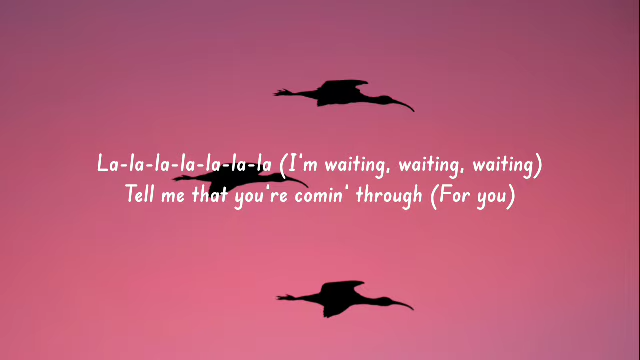 La-la-la-la-la-la-la (I'm waiting, waiting, waiting)
Tell me that you're comin' through (For you)